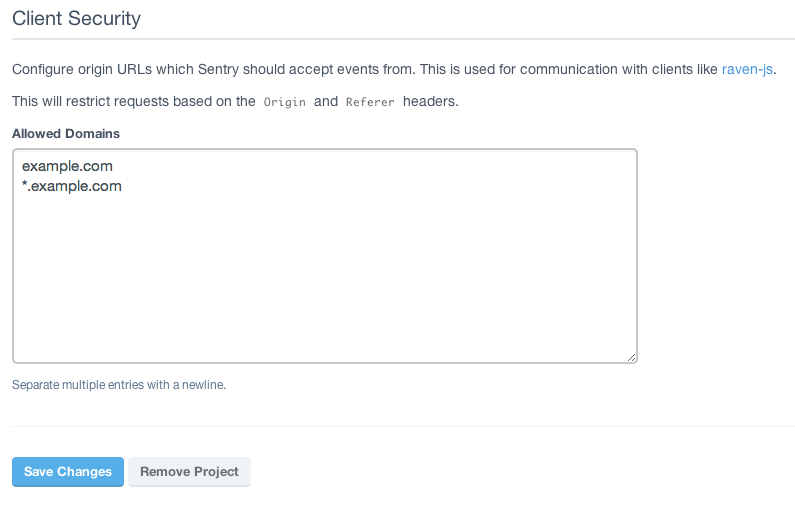 Client Security
Configure origin URLs which Sentry should accept events from. This is used for communication with clients like raven-js.
This will restrict requests based on the Origin and Referer headers.
Allowed Domains
example.com
*.example.com
Separate multiple entries with a newline.
Save Changes Remove Project